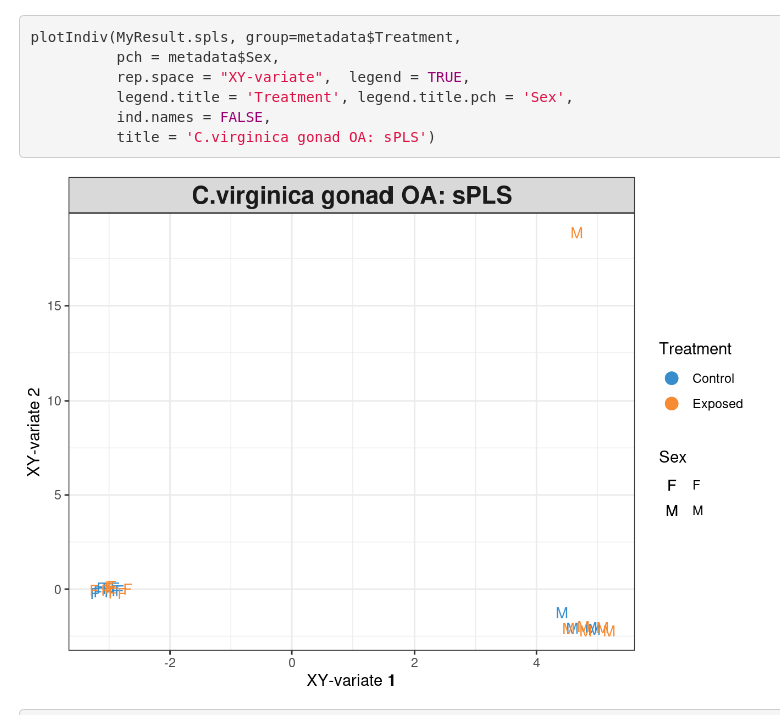 plotIndiv(MyResult.spls, group=metadata$Treatment,
pch = metadata$Sex,
rep.space = "XY-variate",  legend = TRUE,
legend.title = 'Treatment', legend.title.pch = 'Sex',
ind.names = FALSE,
title = 'C.virginica gonad OA: sPLS')
C.virginica gonad OA: sPLS
M
15
10
5
0
XY-variate 2
M
-2
0
2
4
XY-variate 1
Treatment
Control
Exposed
Sex
F F
M M